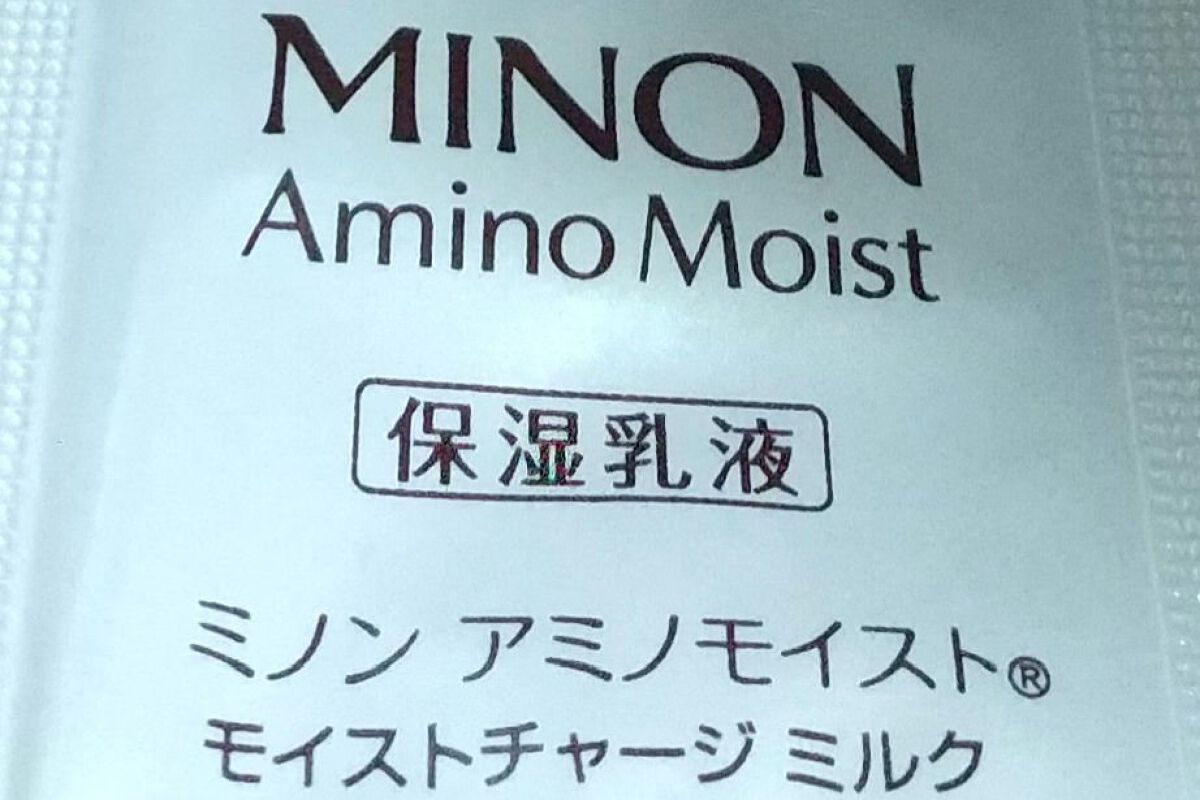 MINON
Amino Moist
保湿乳液
ミノン アミノモイスト®
モイストチャージ ミルク